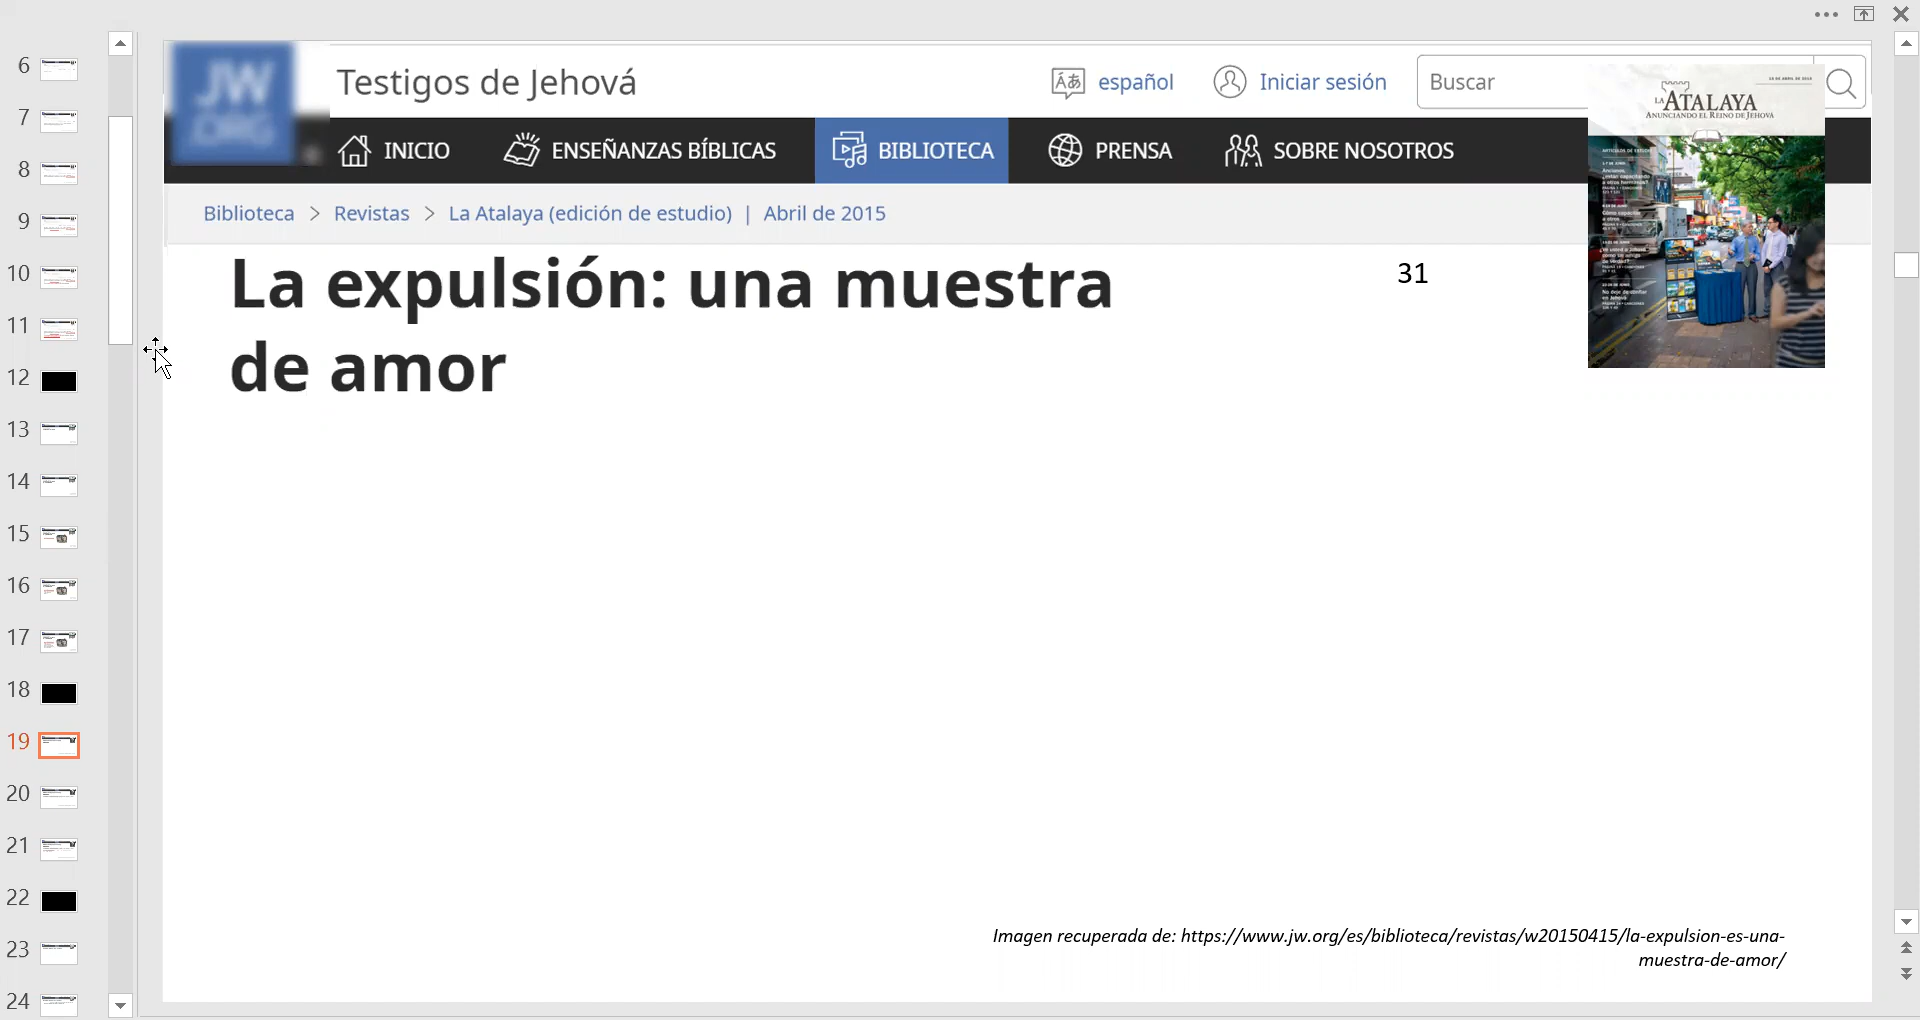 6
7
8
9
10
11
12
13
14
15
16
17
18
19
20
21
22
23
24
JW
.ORG
Testigos de Jehová
español
Iniciar sesión
Buscar
INICIO
ENSEÑANZAS BÍBLICAS
BIBLIOTECA
PRENSA
SOBRE NOSOTROS
Biblioteca > Revistas > La Atalaya (edición de estudio) | Abril de 2015
La expulsión: una muestra
de amor
31
LA ATALAYA
ANUNCIANDO EL REINO DE JEHOVÁ
Imagen recuperada de: https://www.jw.org/es/biblioteca/revistas/w20150415/la-expulsion-es-una-
muestra-de-amor/